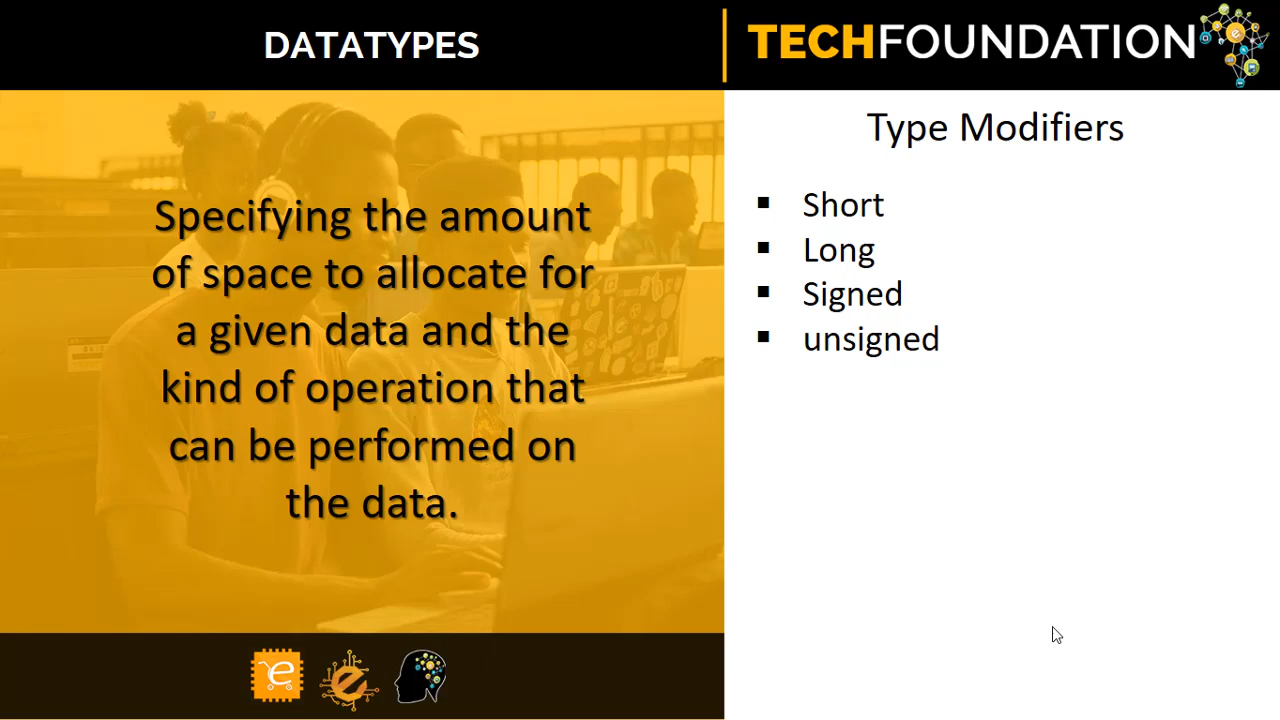 DATATYPES
TECHFOUNDATION
Specifying the amount
of space to allocate for
a given data and the
kind of operation that
can be performed on
the data.
Type Modifiers
▪ Short
▪ Long
▪ Signed
▪ unsigned